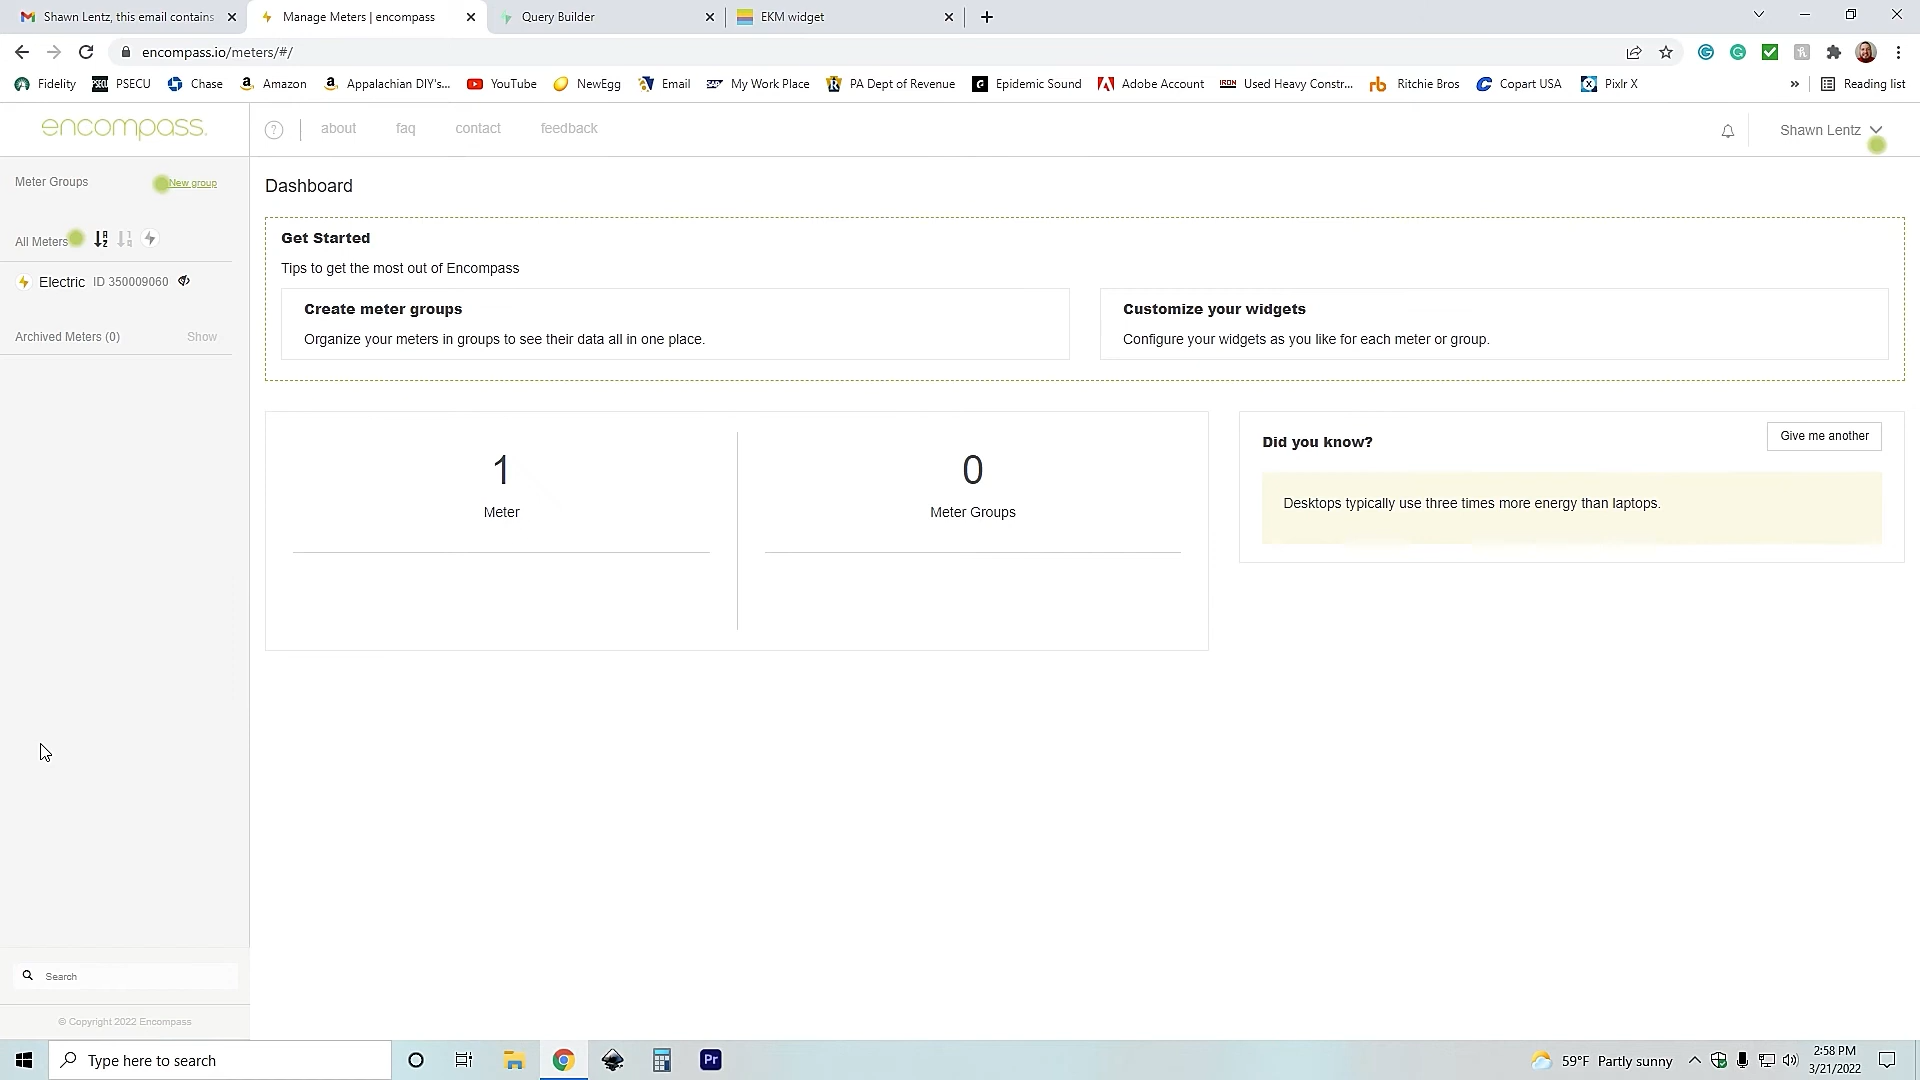 Shawn Lentz, this email contains
Manage Meters | encompass
Query Builder
EKM widget
encompass.io/meters/#/
Fidelity
PSECU
Chase
Amazon
Appalachian DIY's...
YouTube
NewEgg
Email
My Work Place
PA Dept of Revenue
Epidemic Sound
Adobe Account
Used Heavy Constr...
Ritchie Bros
Copart USA
Pixlr X
Reading list
encompass.
about
faq
contact
feedback
Shawn Lentz
Meter Groups
New group
All Meters
Electric ID 350009060
Archived Meters (0)
Show
Dashboard
Get Started
Tips to get the most out of Encompass
Create meter groups
Organize your meters in groups to see their data all in one place.
Customize your widgets
Configure your widgets as you like for each meter or group.
1
Meter
0
Meter Groups
Did you know?
Give me another
Desktops typically use three times more energy than laptops.
Search
© Copyright 2022 Encompass
Type here to search
Pr
59°F Partly sunny
2:58 PM
3/21/2022